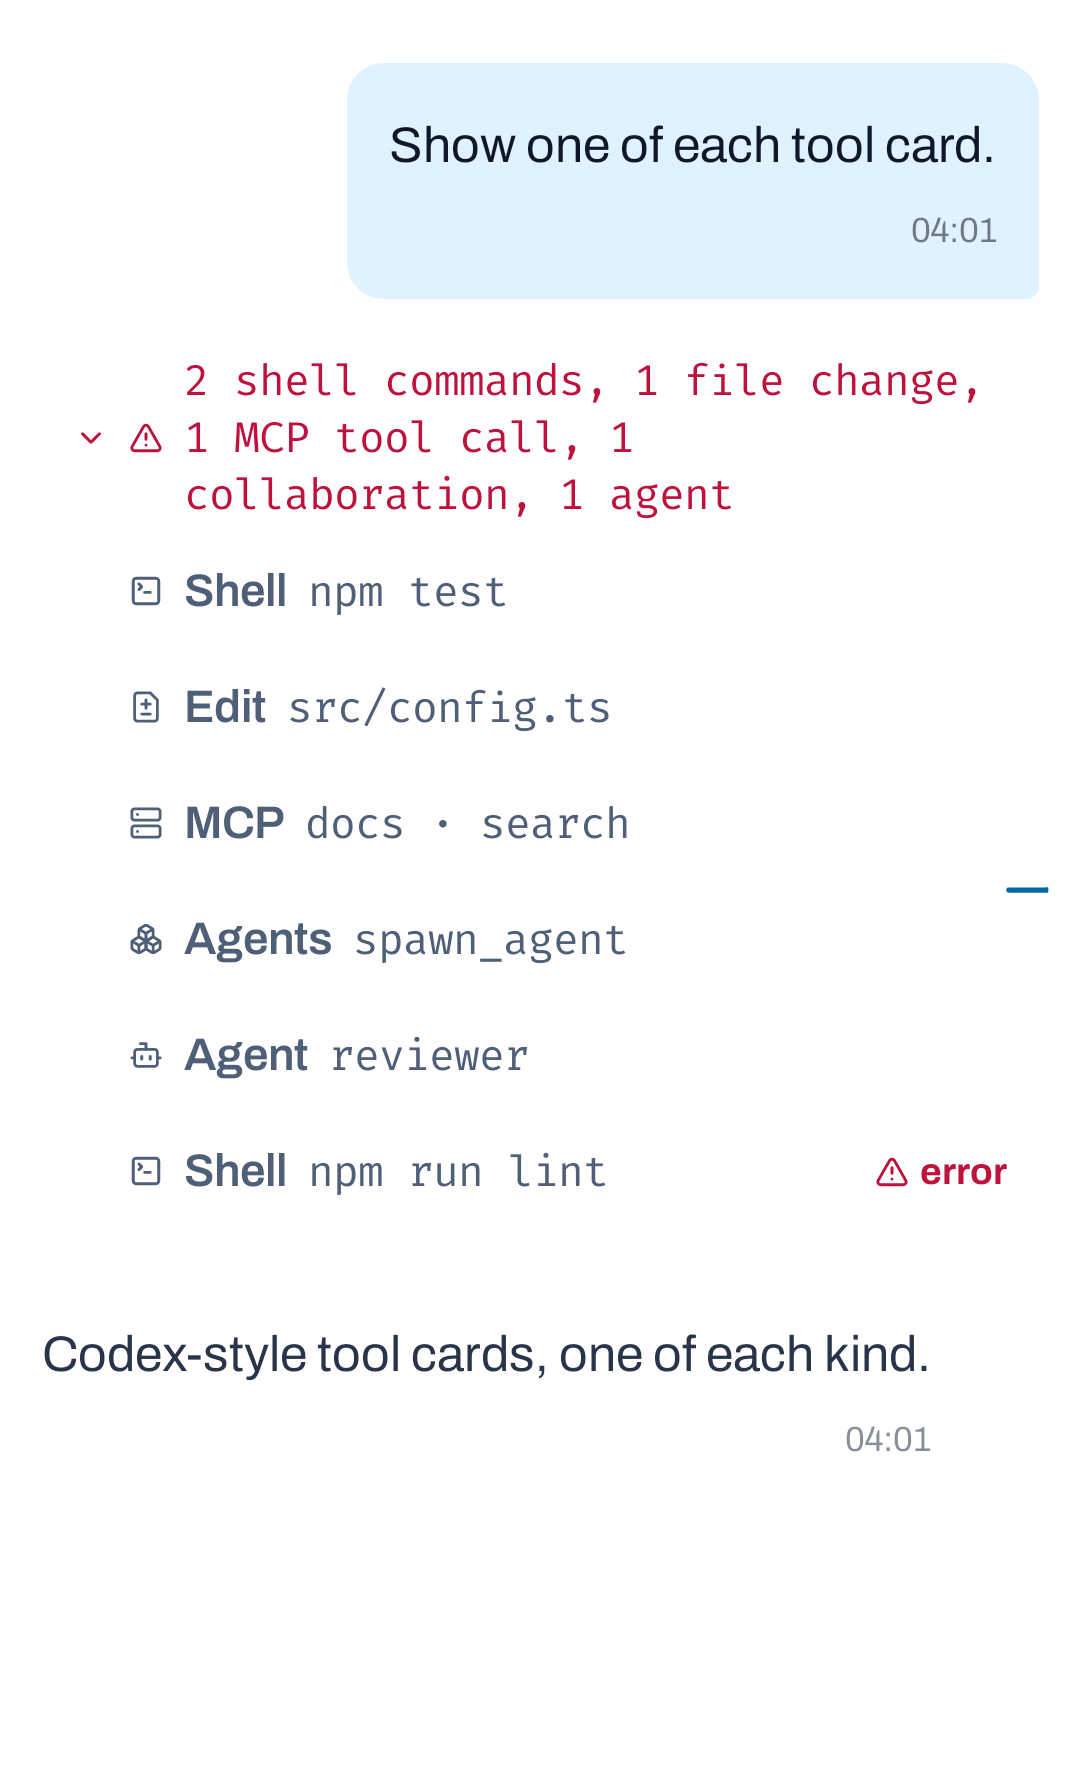 Show one of each tool card.
04:01
2 shell commands, 1 file change,
1 MCP tool call, 1
collaboration, 1 agent
Shell npm test
Edit src/config.ts
MCP docs · search
Agents spawn_agent
Agent reviewer
Shell npm run lint error
Codex-style tool cards, one of each kind.
04:01